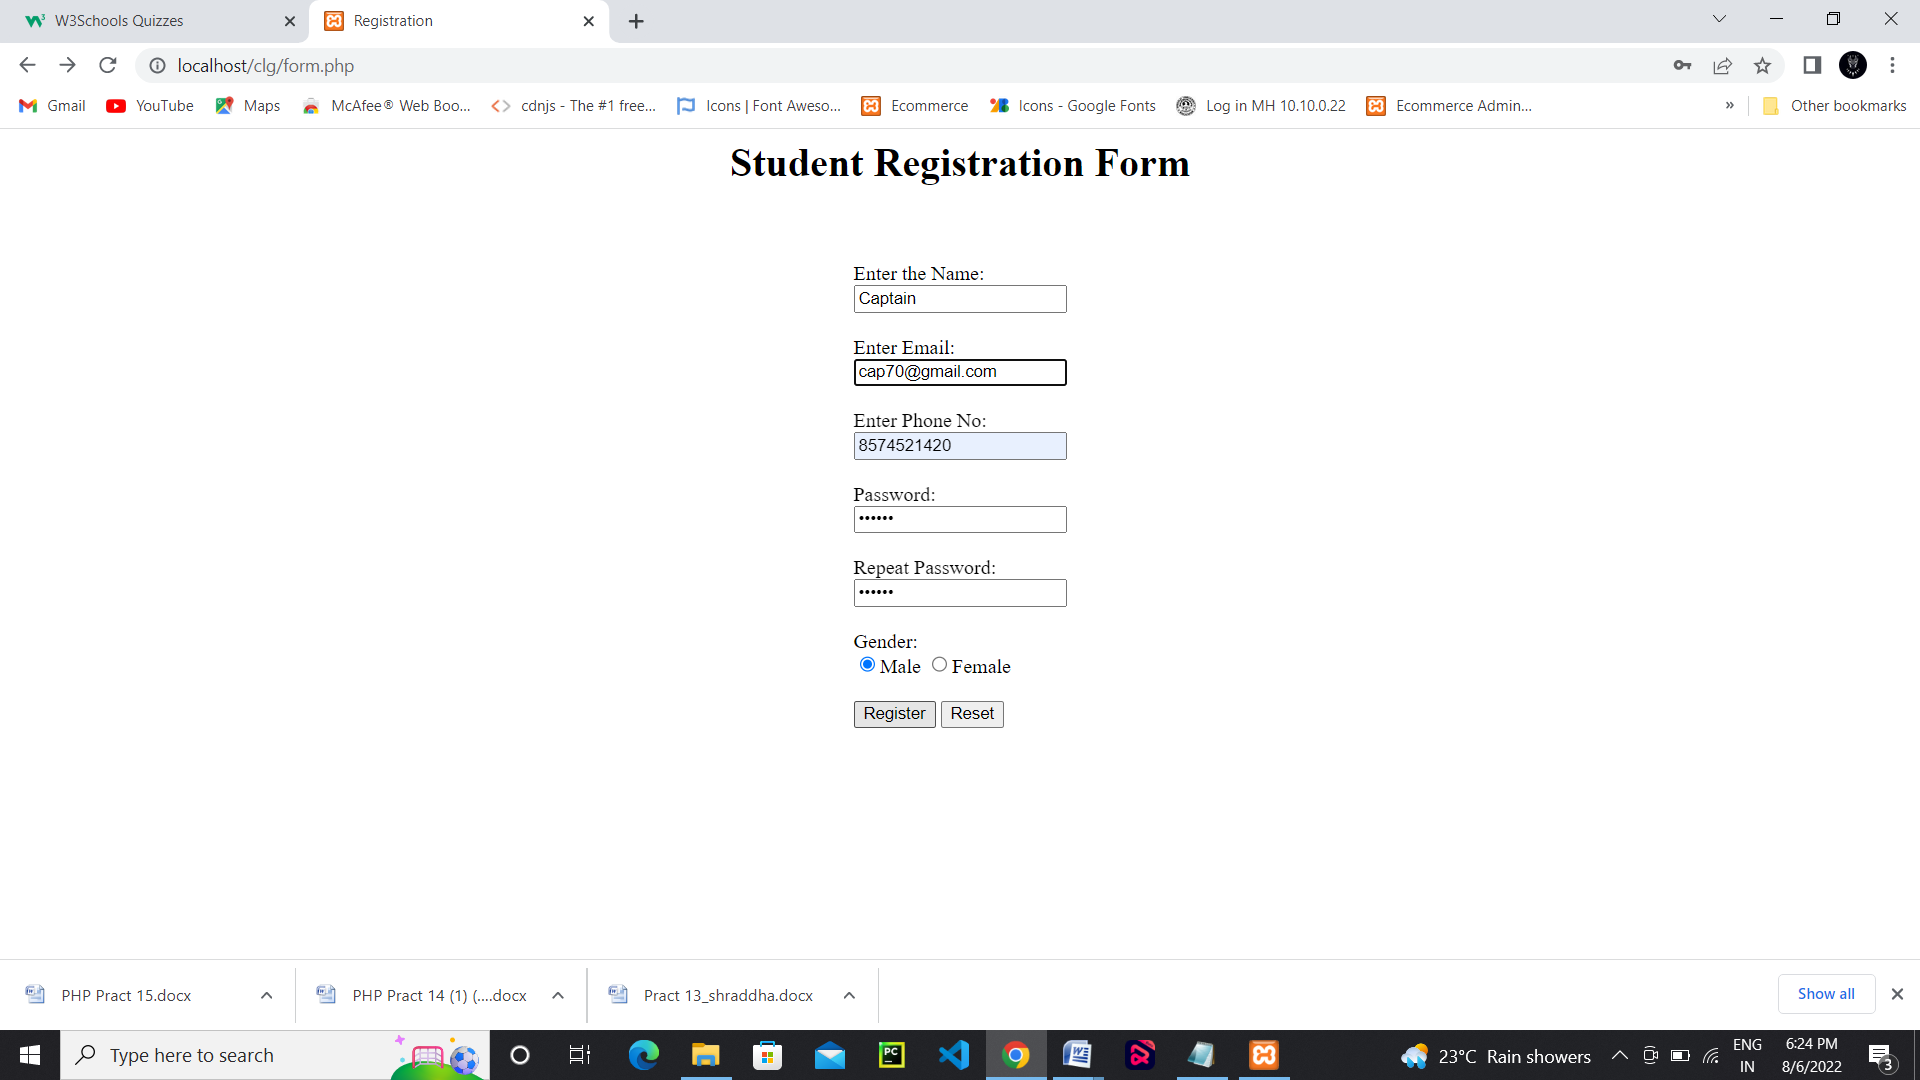 W3Schools Quizzes
Registration
localhost/clg/form.php
Gmail
YouTube
Maps
McAfee® Web Boo...
cdnjs - The #1 free...
Icons | Font Aweso...
Ecommerce
Icons - Google Fonts
Log in MH 10.10.0.22
Ecommerce Admin...
»
Other bookmarks
Student Registration Form
Enter the Name:
Captain
Enter Email:
cap70@gmail.com
Enter Phone No:
8574521420
Password:
••••••
Repeat Password:
••••••
Gender:
Male Female
Register Reset
PHP Pract 15.docx
PHP Pract 14 (1) (....docx
Pract 13_shraddha.docx
Show all
Type here to search
PC
23°C Rain showers
ENG
IN
6:24 PM
8/6/2022
3